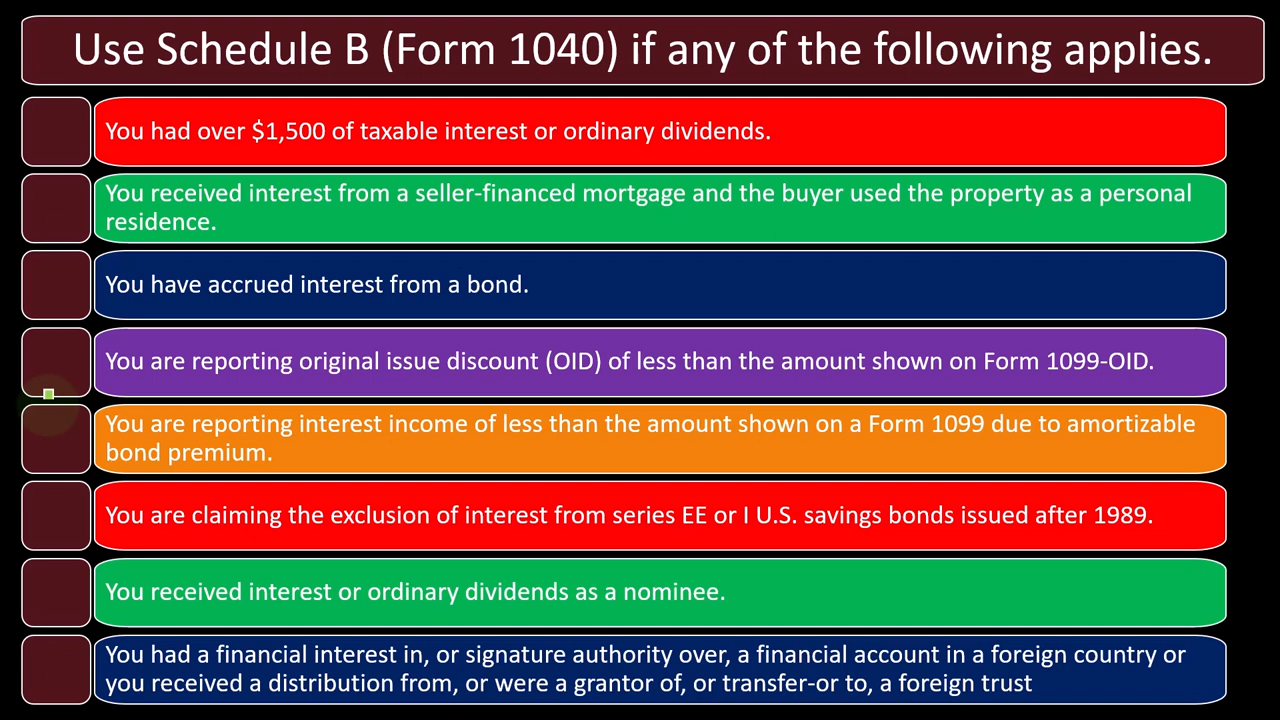 Use Schedule B (Form 1040) if any of the following applies.
You had over $1,500 of taxable interest or ordinary dividends.
You received interest from a seller-financed mortgage and the buyer used the property as a personal
residence.
You have accrued interest from a bond.
You are reporting original issue discount (OID) of less than the amount shown on Form 1099-OID.
You are reporting interest income of less than the amount shown on a Form 1099 due to amortizable
bond premium.
You are claiming the exclusion of interest from series EE or I U.S. savings bonds issued after 1989.
You received interest or ordinary dividends as a nominee.
You had a financial interest in, or signature authority over, a financial account in a foreign country or
you received a distribution from, or were a grantor of, or transfer-or to, a foreign trust